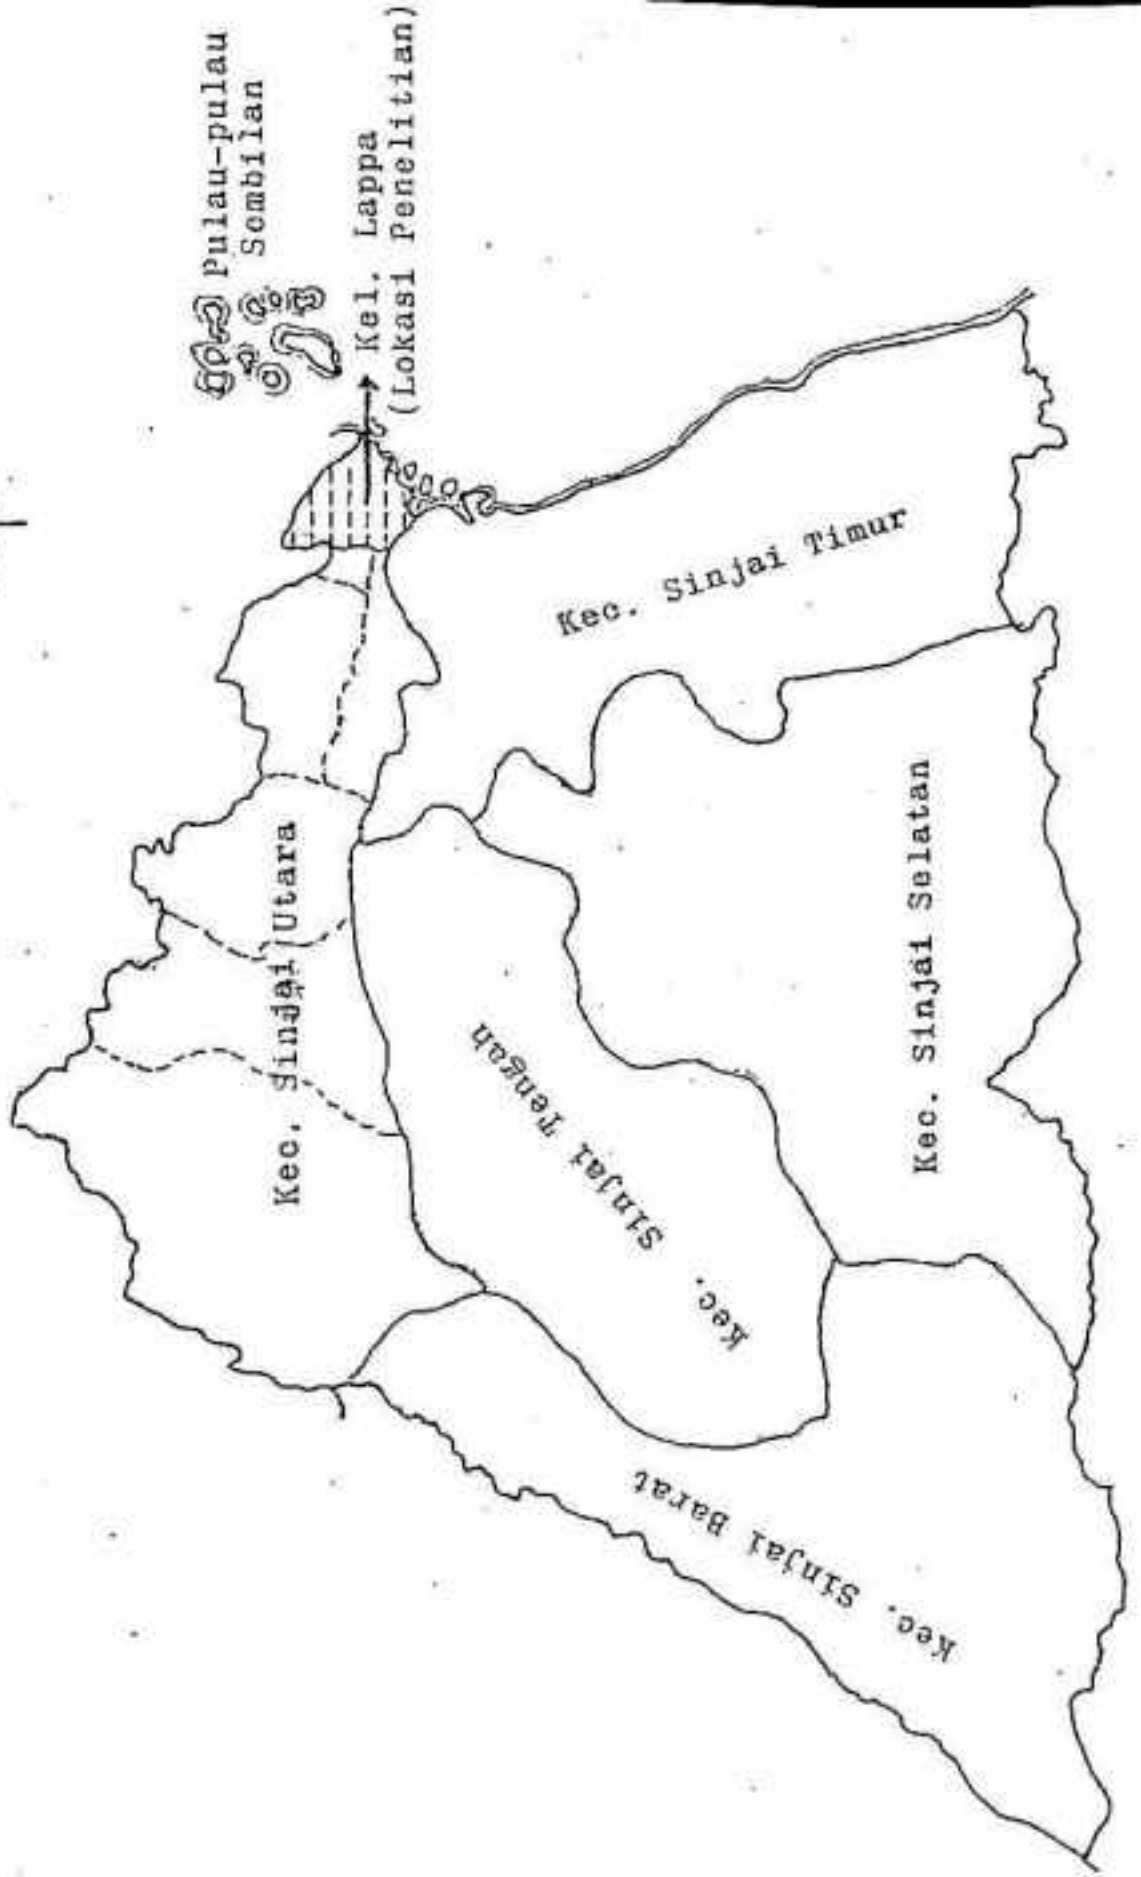 Pulau-pulau
Sombilan
Kel. Lappa
(Lokasi Penelitian)
Kec. Sinjai Utara
Kec. Sinjai Timur
Kec. Sinjai Tengah
Kec. Sinjai Selatan
Kec. Sinjai Barat